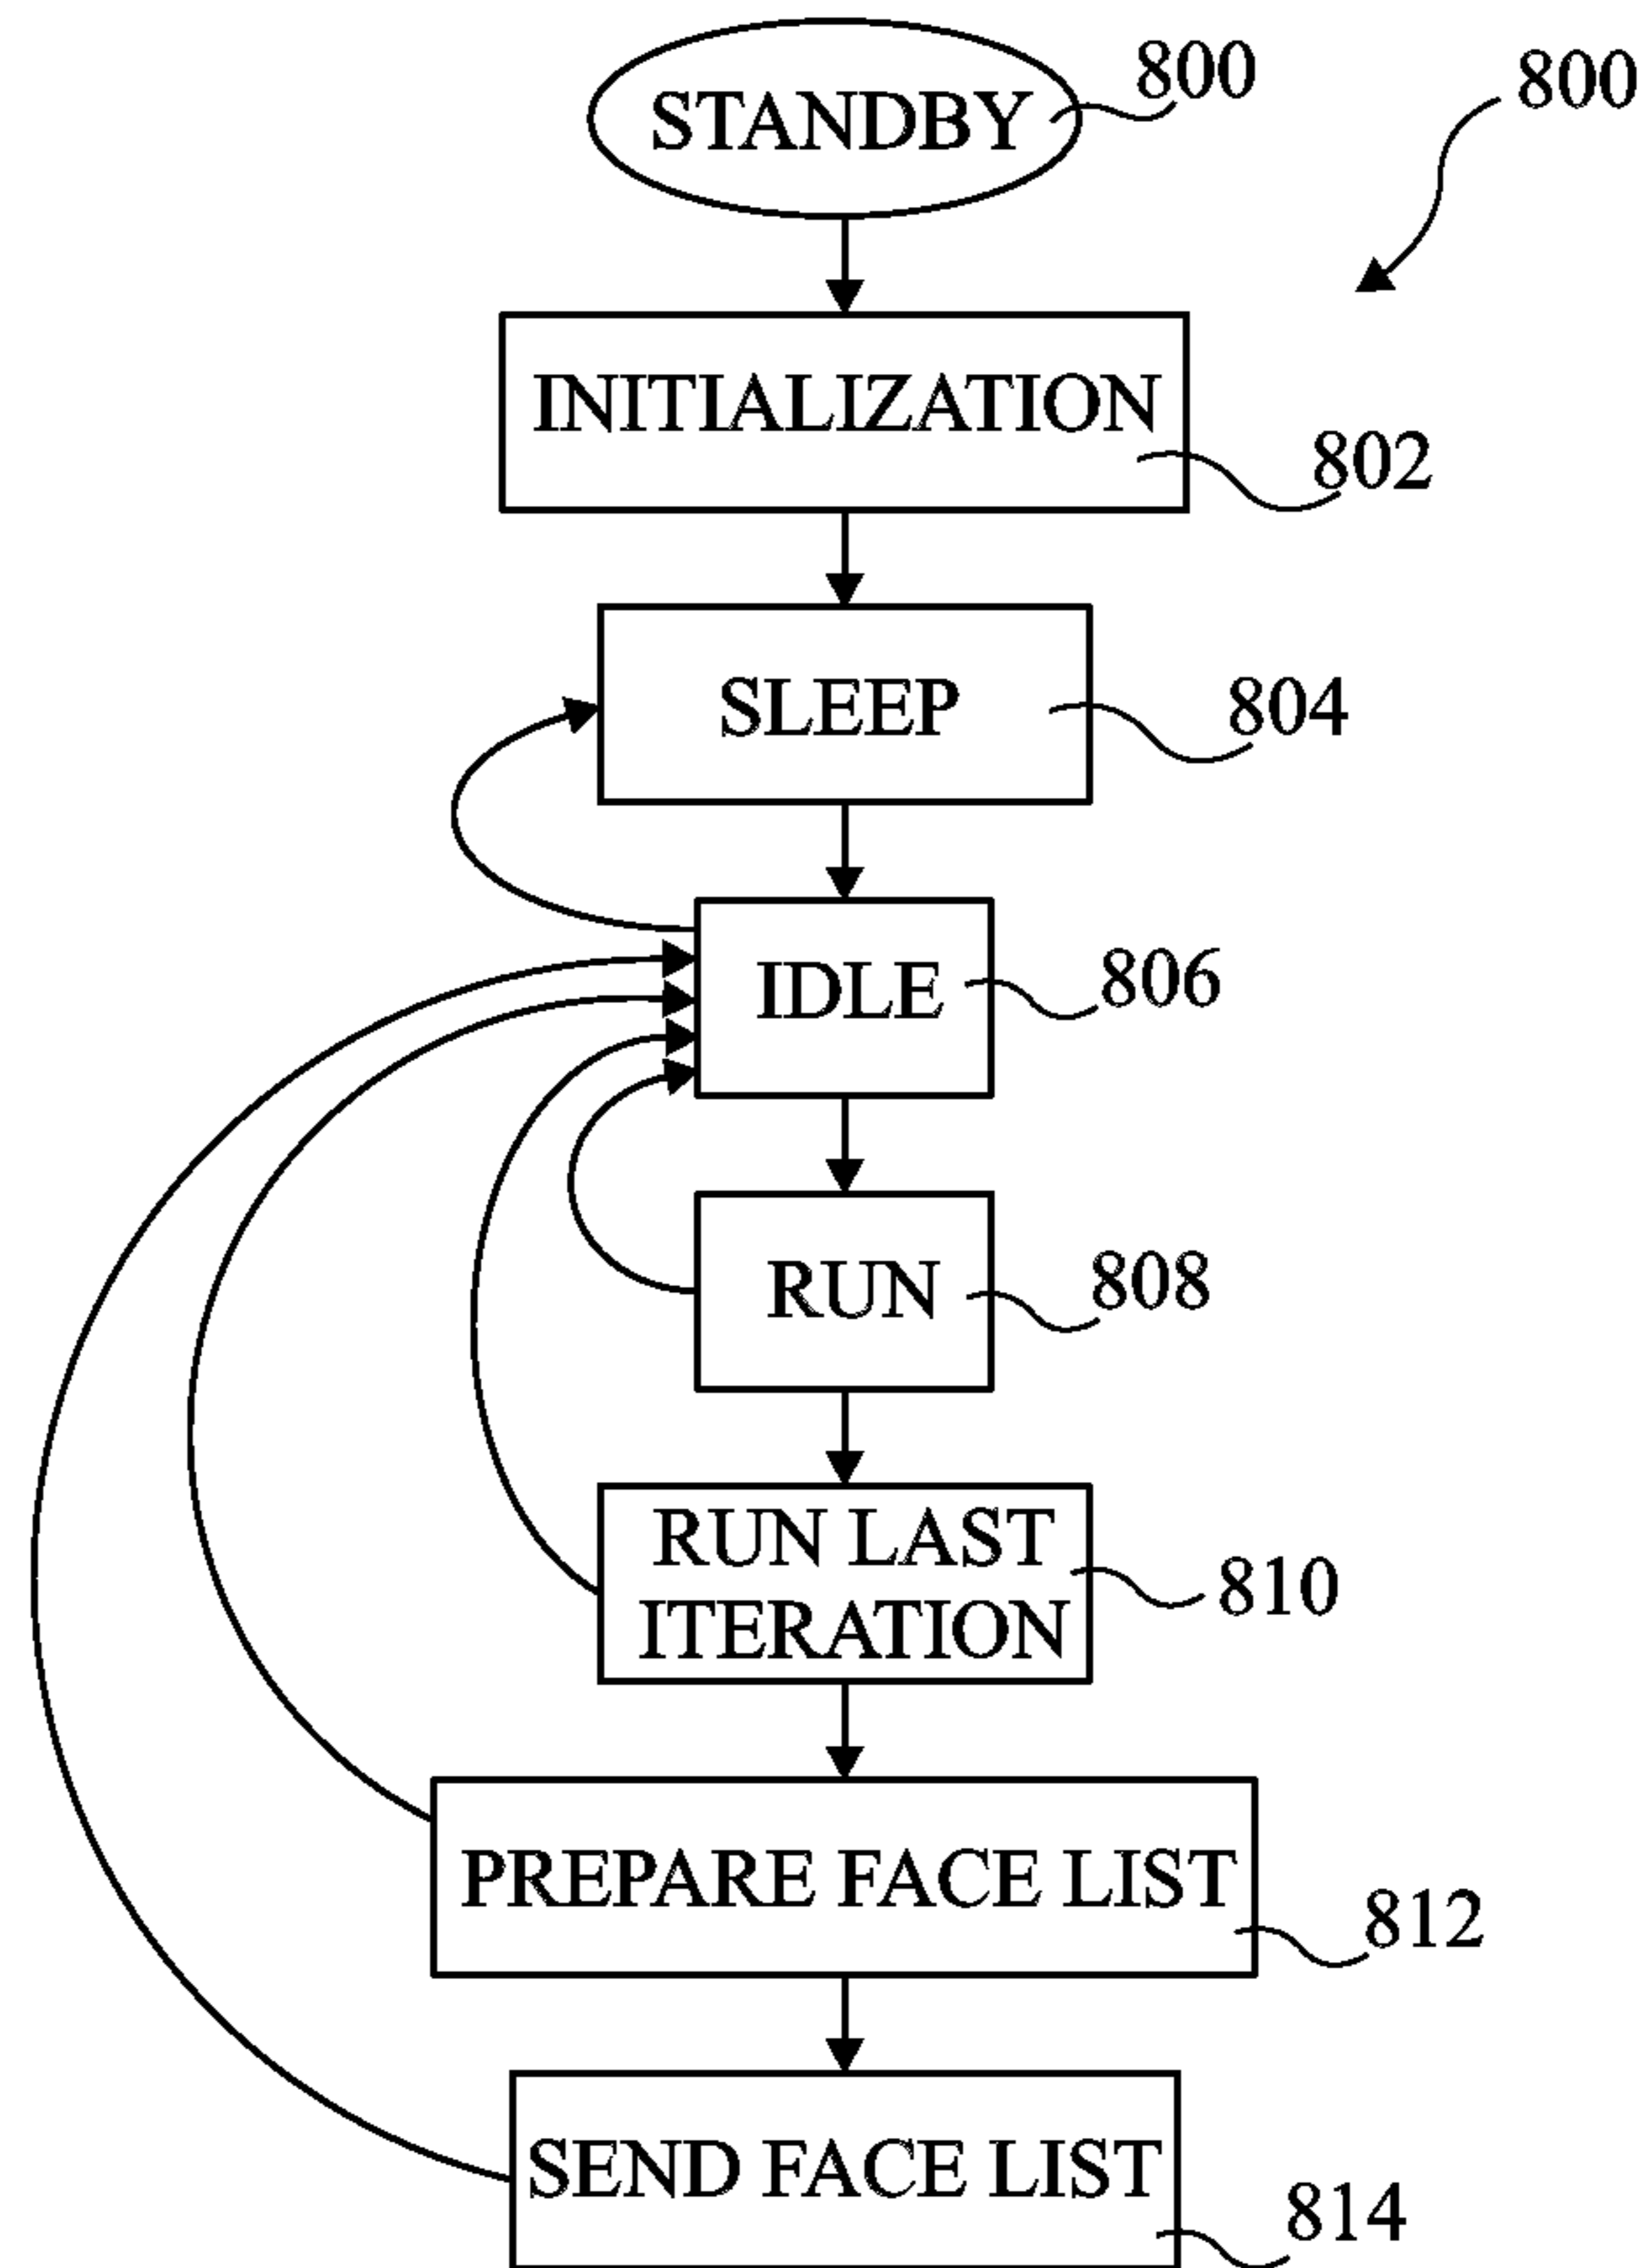 STANDBY
800
800
INITIALIZATION
802
SLEEP
804
IDLE
806
RUN
808
RUN LAST
ITERATION
810
PREPARE FACE LIST
812
SEND FACE LIST
814